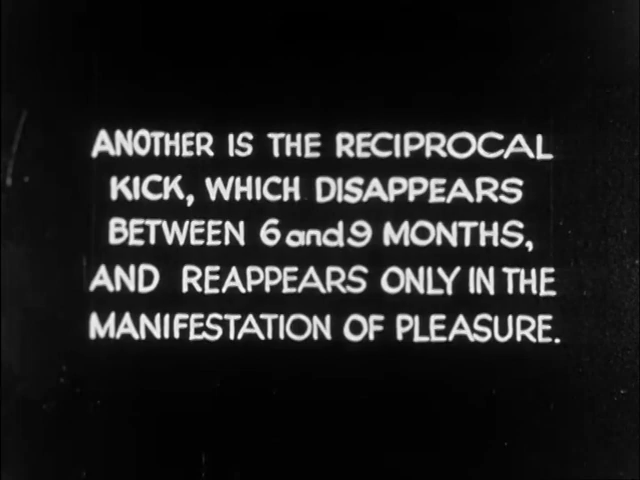 ANOTHER IS THE RECIPROCAL
KICK, WHICH DISAPPEARS
BETWEEN 6 and 9 MONTHS,
AND REAPPEARS ONLY IN THE
MANIFESTATION OF PLEASURE.